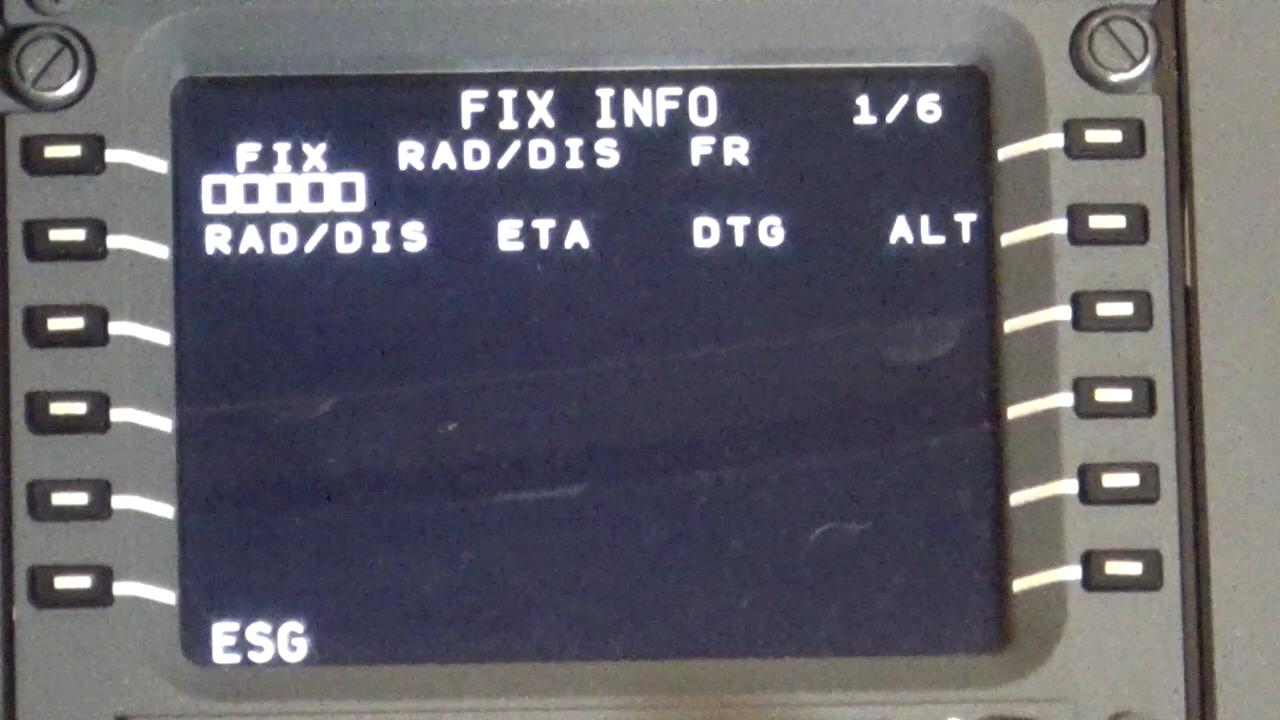 FIX INFO 1/6
FIX RAD/DIS FR
□□□□□
RAD/DIS ETA DTG ALT
ESG